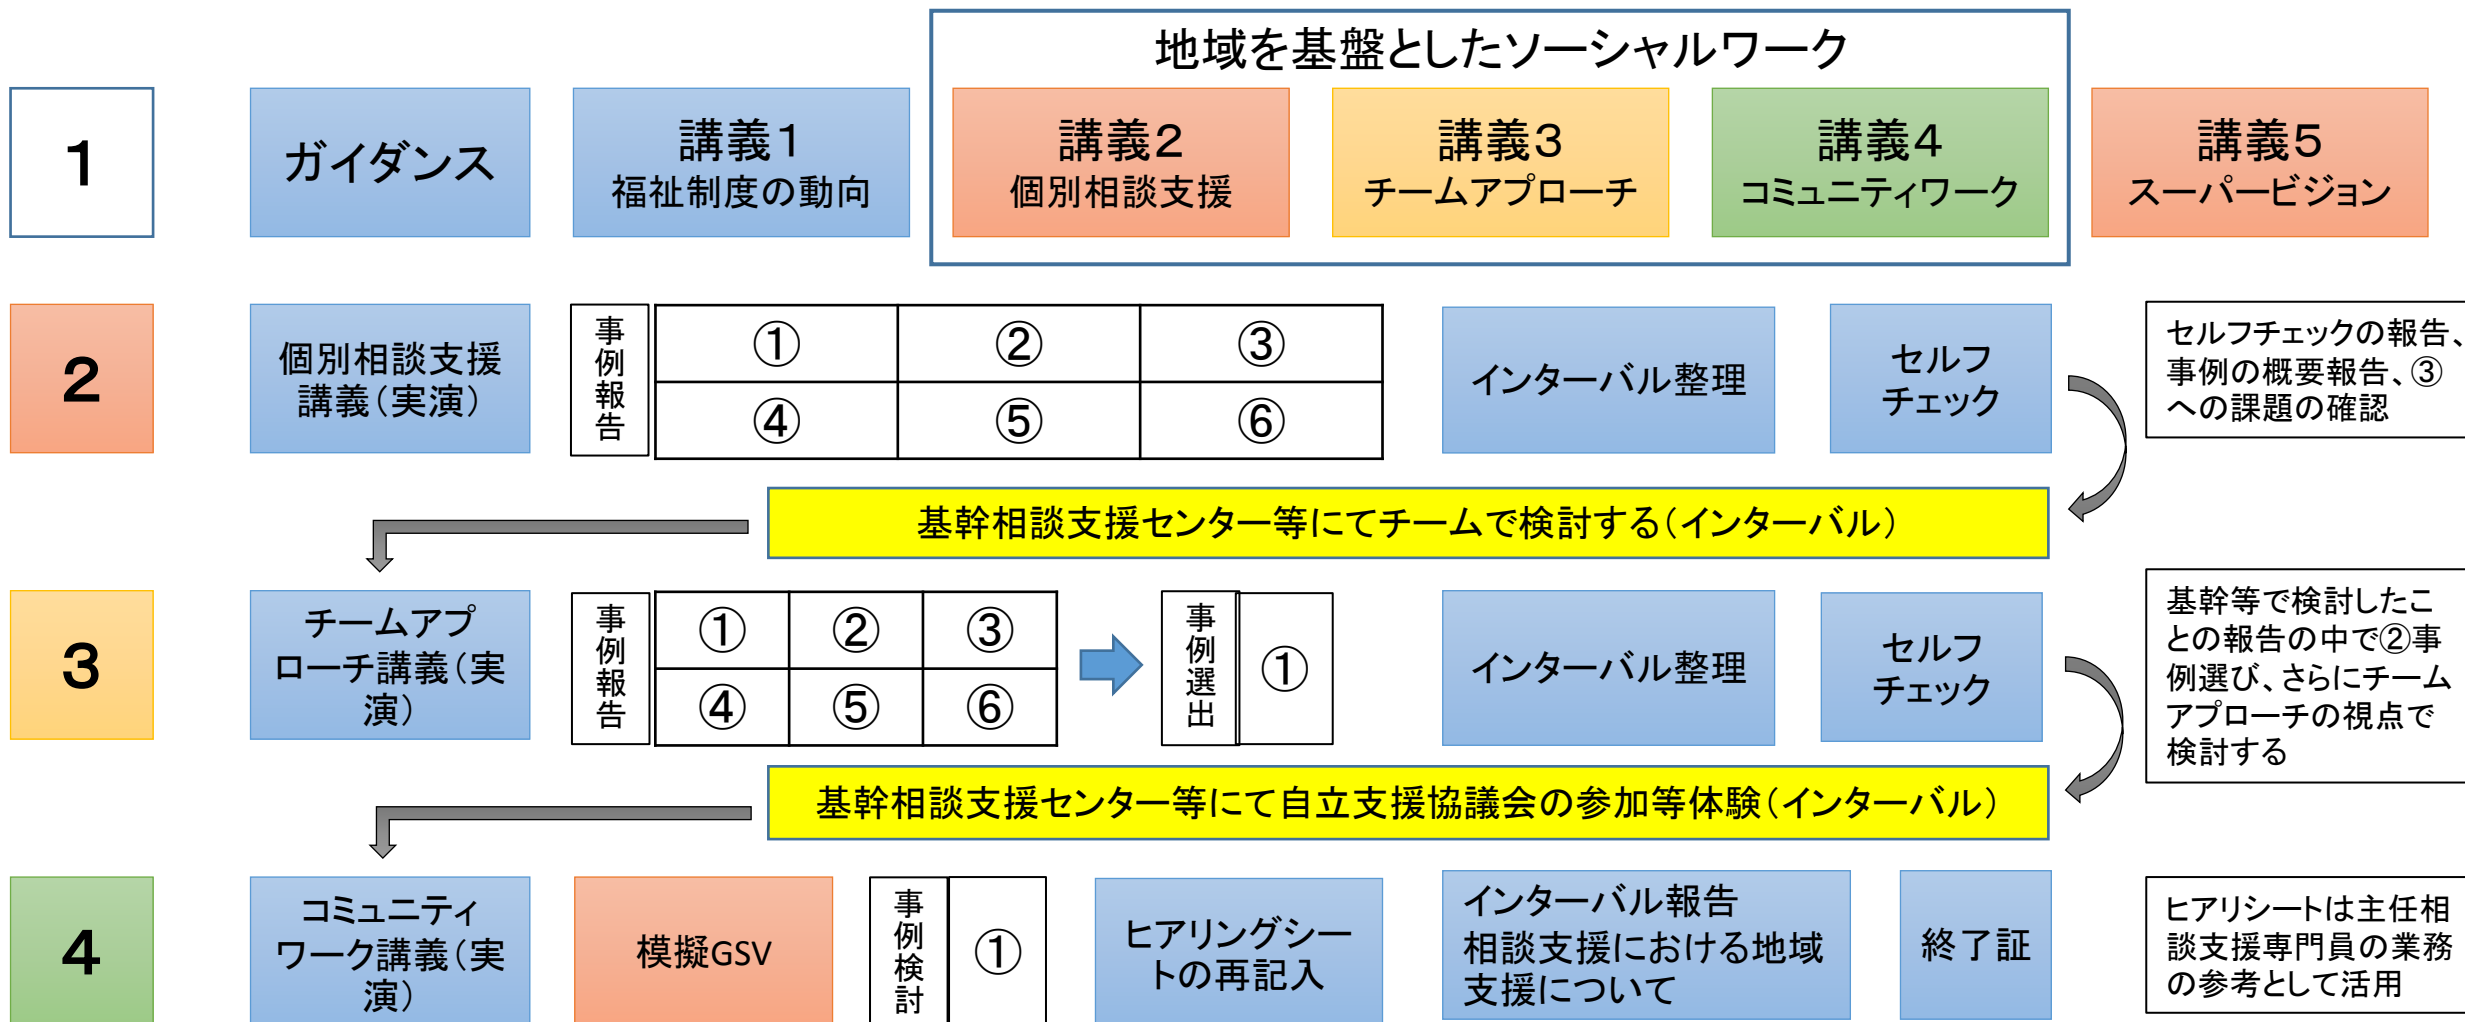 地域を基盤としたソーシャルワーク
1
ガイダンス
講義1
福祉制度の動向
講義2
個別相談支援
講義3
チームアプローチ
講義4
コミュニティワーク
講義5
スーパービジョン
2
個別相談支援
講義（実演）
事例報告
①
②
③
④
⑤
⑥
インターバル整理
セルフ
チェック
セルフチェックの報告、
事例の概要報告、③
への課題の確認
基幹相談支援センター等にてチームで検討する（インターバル）
3
チームアプ
ローチ講義（実
演）
事例報告
①
②
③
④
⑤
⑥
事例選出
①
インターバル整理
セルフ
チェック
基幹等で検討したこ
との報告の中で②事
例選び、さらにチーム
アプローチの視点で
検討する
基幹相談支援センター等にて自立支援協議会の参加等体験（インターバル）
4
コミュニティ
ワーク講義（実
演）
模擬GSV
事例検討
①
ヒアリングシー
トの再記入
インターバル報告
相談支援における地域
支援について
終了証
ヒアリシートは主任相
談支援専門員の業務
の参考として活用